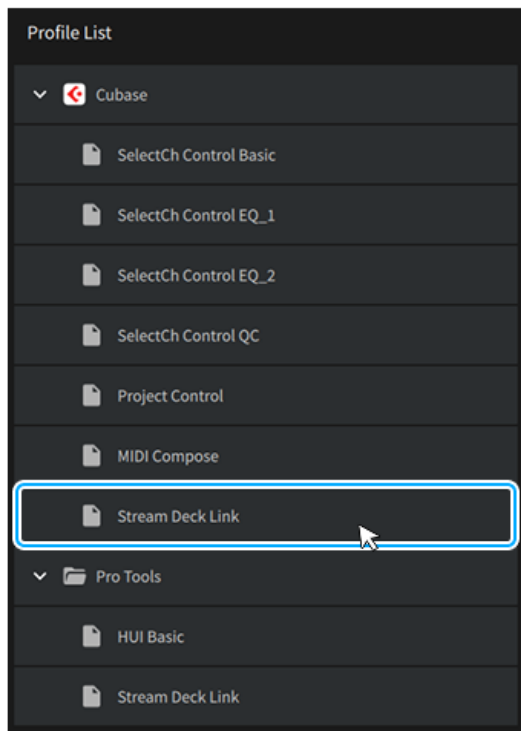 Profile List
Cubase
SelectCh Control Basic
SelectCh Control EQ_1
SelectCh Control EQ_2
SelectCh Control QC
Project Control
MIDI Compose
Stream Deck Link
Pro Tools
HUI Basic
Stream Deck Link